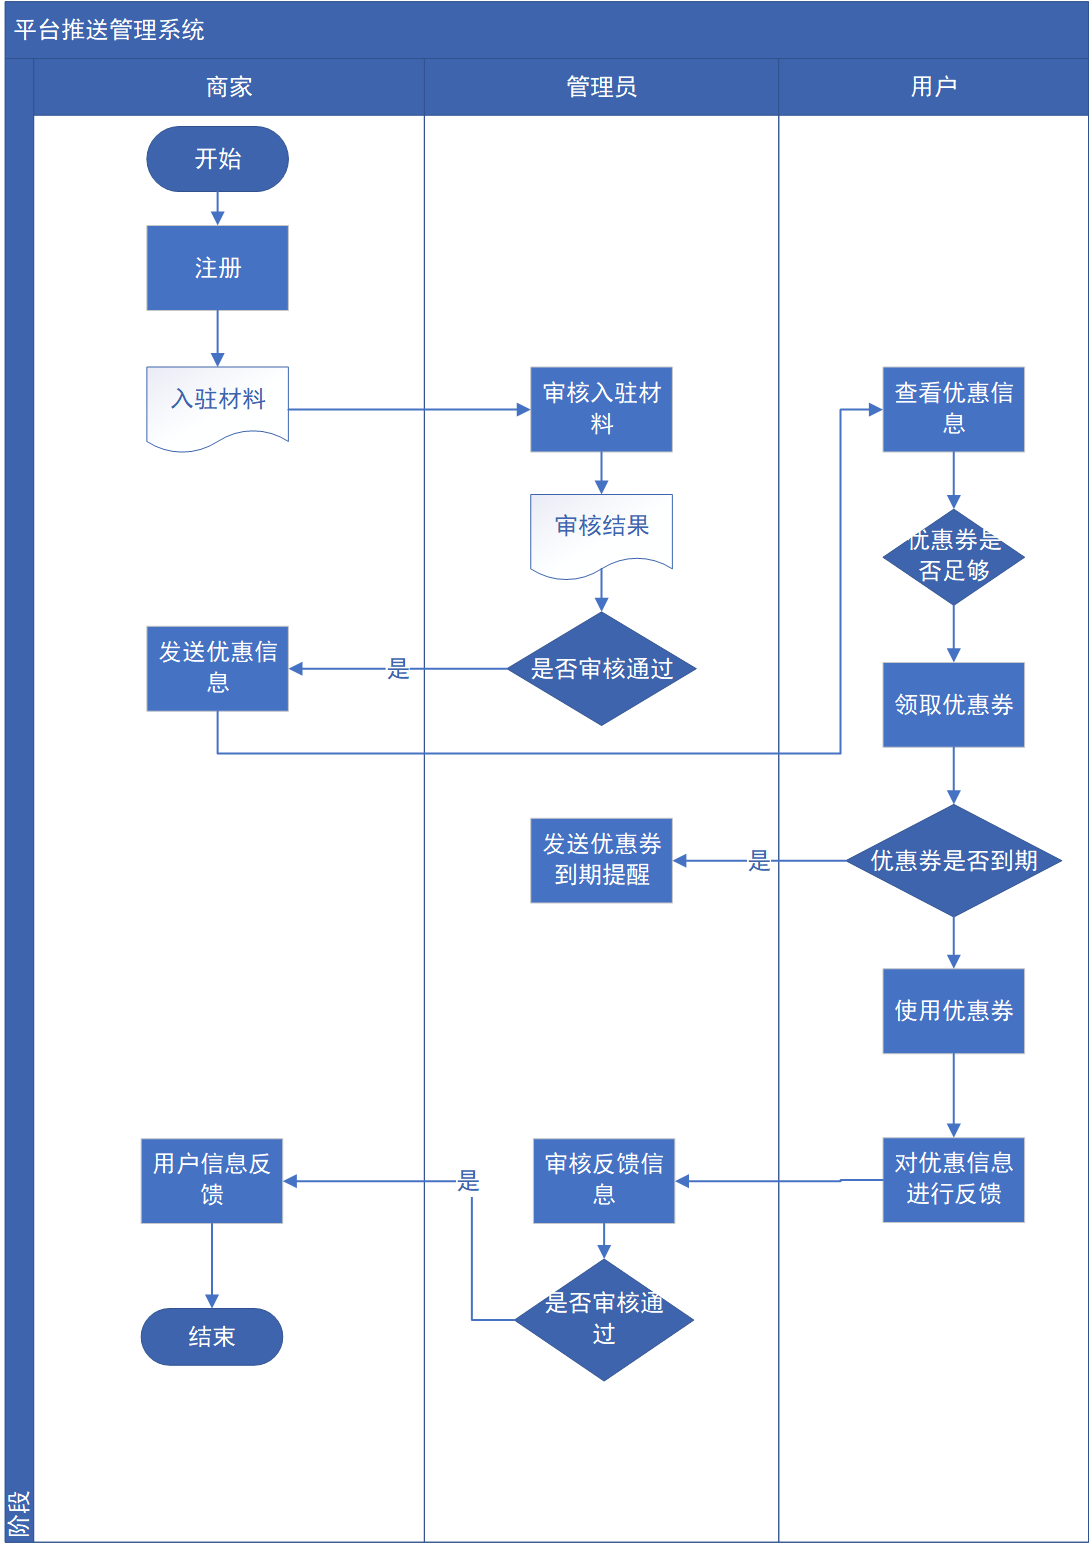 平台推送管理系统
商家
管理员
用户
开始
注册
入驻材料
审核入驻材
料
查看优惠信
息
审核结果
优惠券是
否足够
发送优惠信
息
是
是否审核通过
领取优惠券
发送优惠券
到期提醒
是
优惠券是否到期
使用优惠券
用户信息反
馈
是
审核反馈信
息
对优惠信息
进行反馈
是否审核通
过
结束
阶段